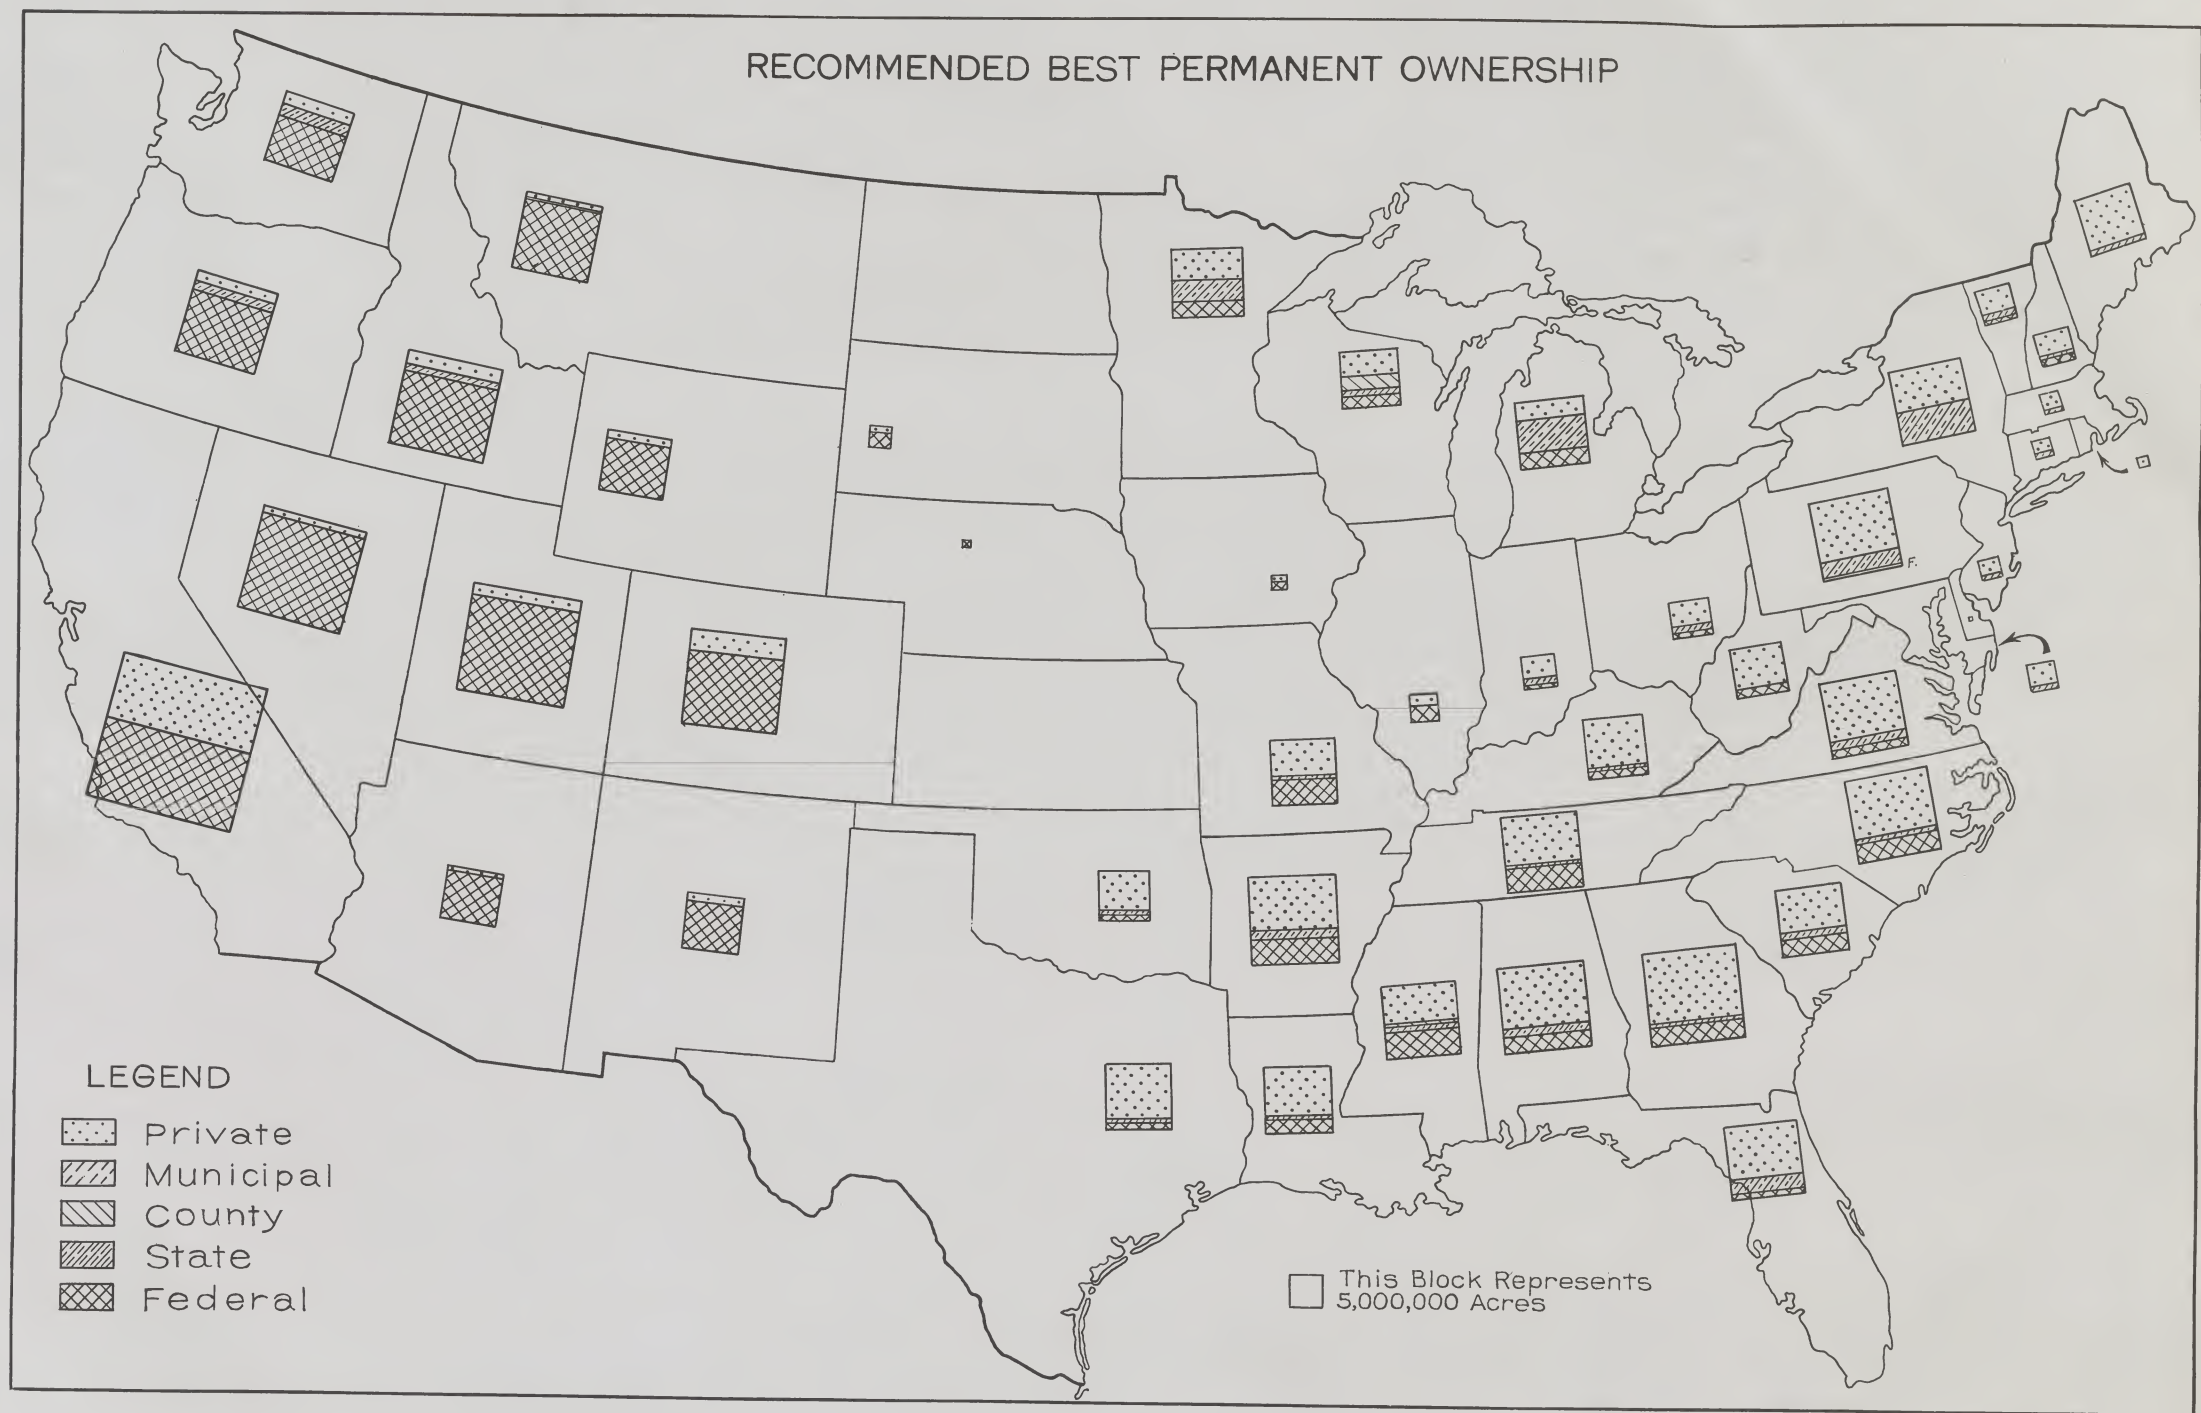 RECOMMENDED BEST PERMANENT OWNERSHIP
F.
LEGEND
Private
Municipal
County
State
Federal
This Block Represents
5,000,000 Acres